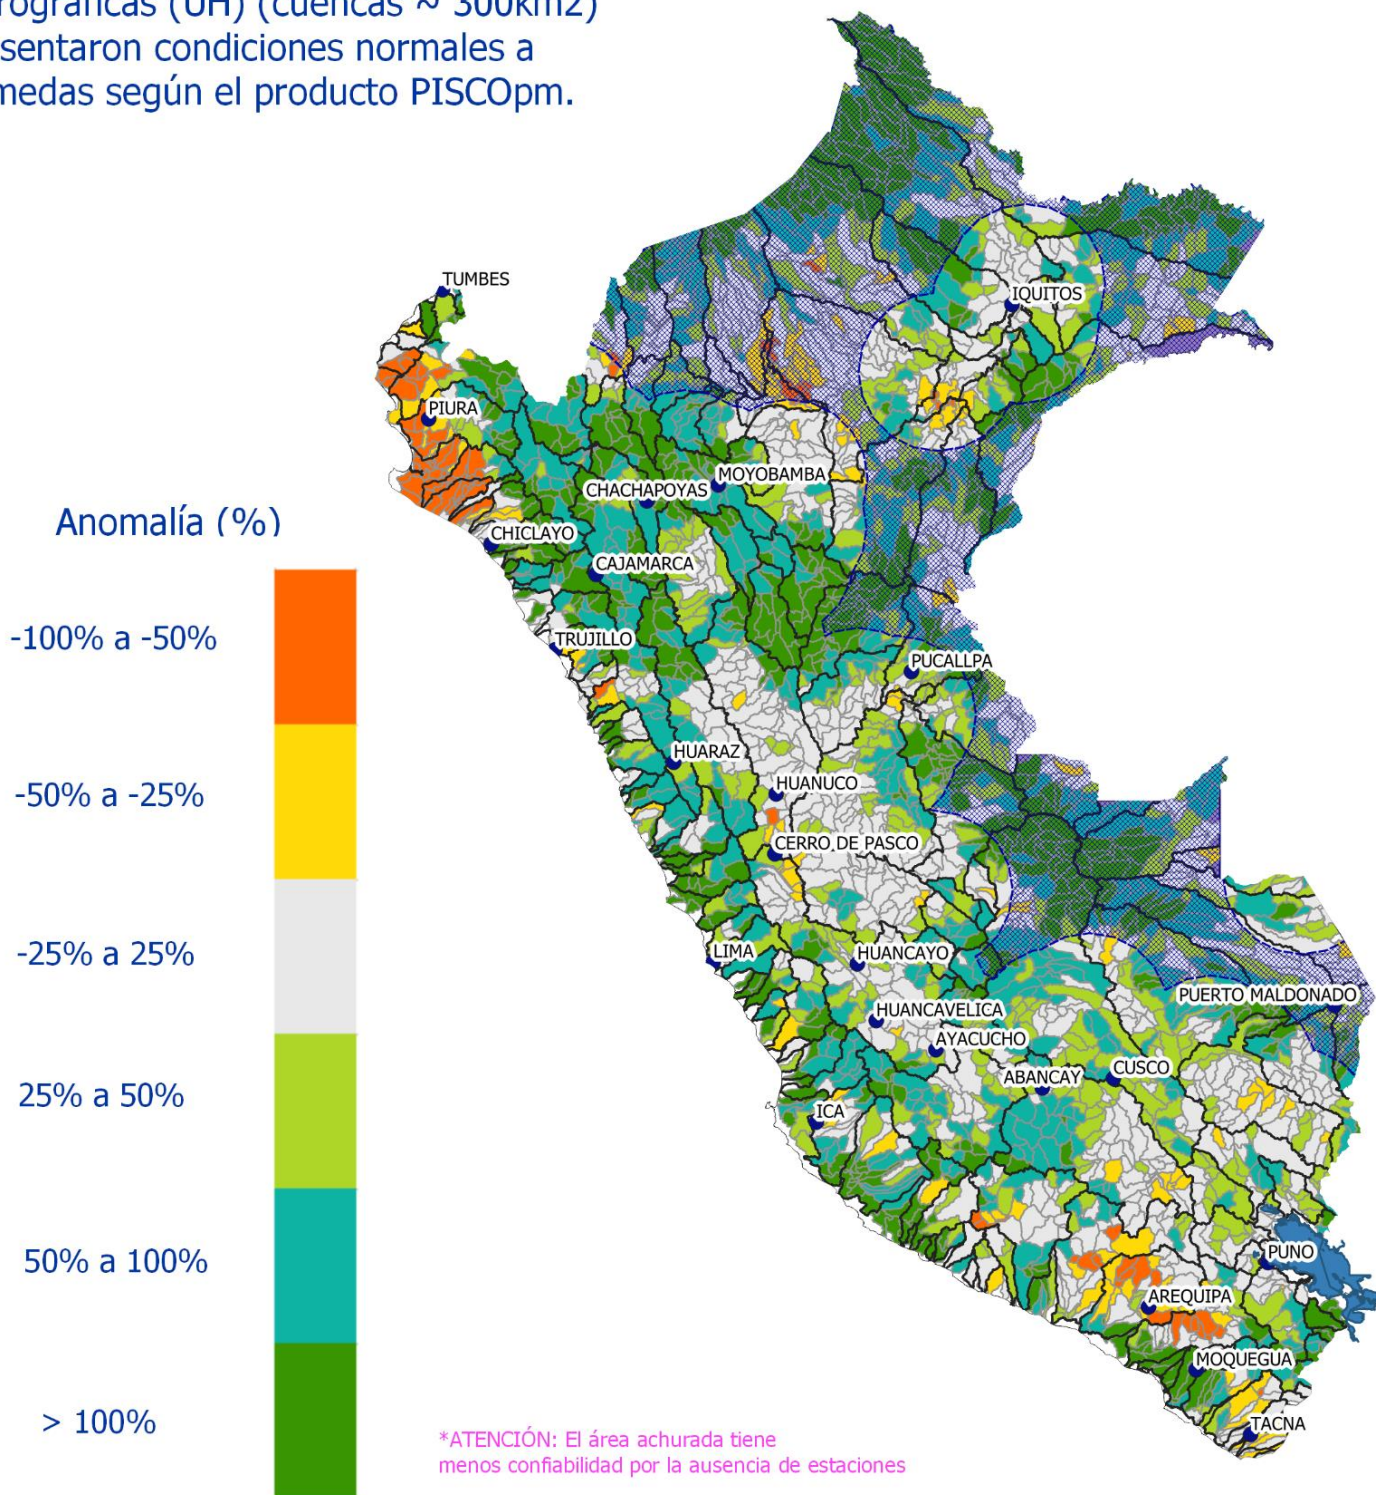 (UH) (cuencas ~ 300km2)
condiciones normales a
según el producto PISCOpm.
TUMBES
IQUITOS
PIURA
MOYOBAMBA
CHACHAPOYAS
Anomalía (%)
CHICLAYO
CAJAMARCA
-100% a -50%
TRUJILLO
PUCALLPA
HUARAZ
HUANUCO
-50% a -25%
CERRO DE PASCO
LIMA
HUANCAYO
-25% a 25%
PUERTO MALDONADO
HUANCAVELICA
AYACUCHO
CUSCO
ABANCAY
25% a 50%
ICA
PUNO
50% a 100%
AREQUIPA
MOQUEGUA
> 100%
TACNA
*ATENCIÓN: El área achurada tiene
menos confiabilidad por la ausencia de estaciones